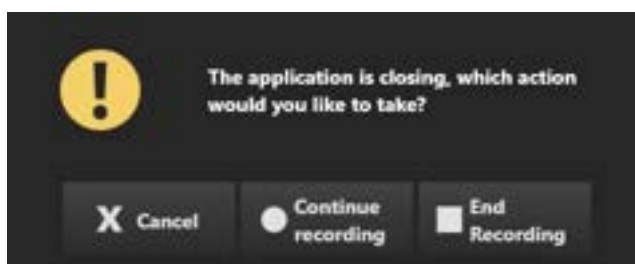 The application is closing, which action
would you like to take?
X Cancel
Continue
recording
End
Recording